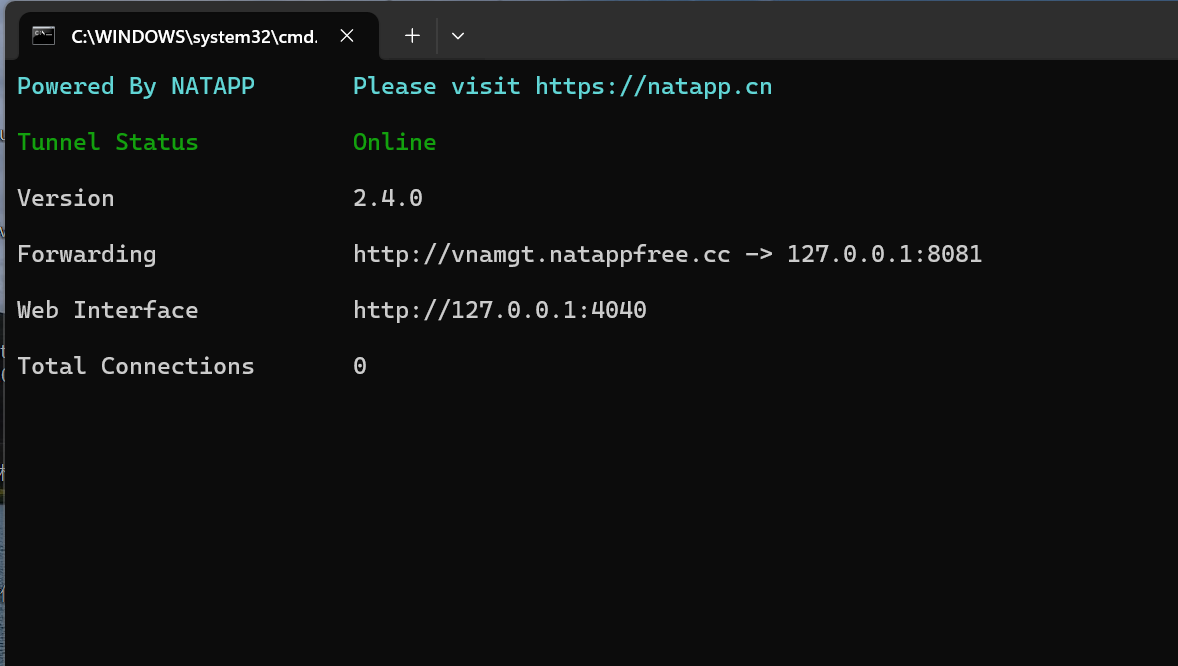 C:\WINDOWS\system32\cmd.
Powered By NATAPP Please visit https://natapp.cn
Tunnel Status Online
Version 2.4.0
Forwarding http://vnamgt.natappfree.cc -> 127.0.0.1:8081
Web Interface http://127.0.0.1:4040
Total Connections 0